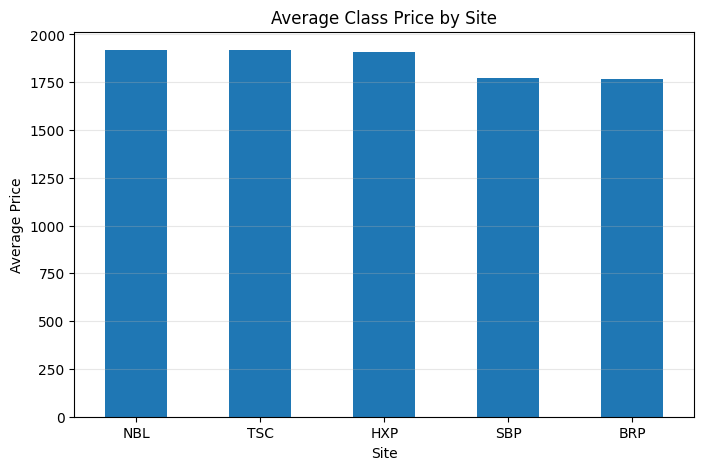 Average Class Price by Site
2000
1750
1500
1250
1000
750
500
250
0
Average Price
NBL TSC HXP SBP BRP
Site